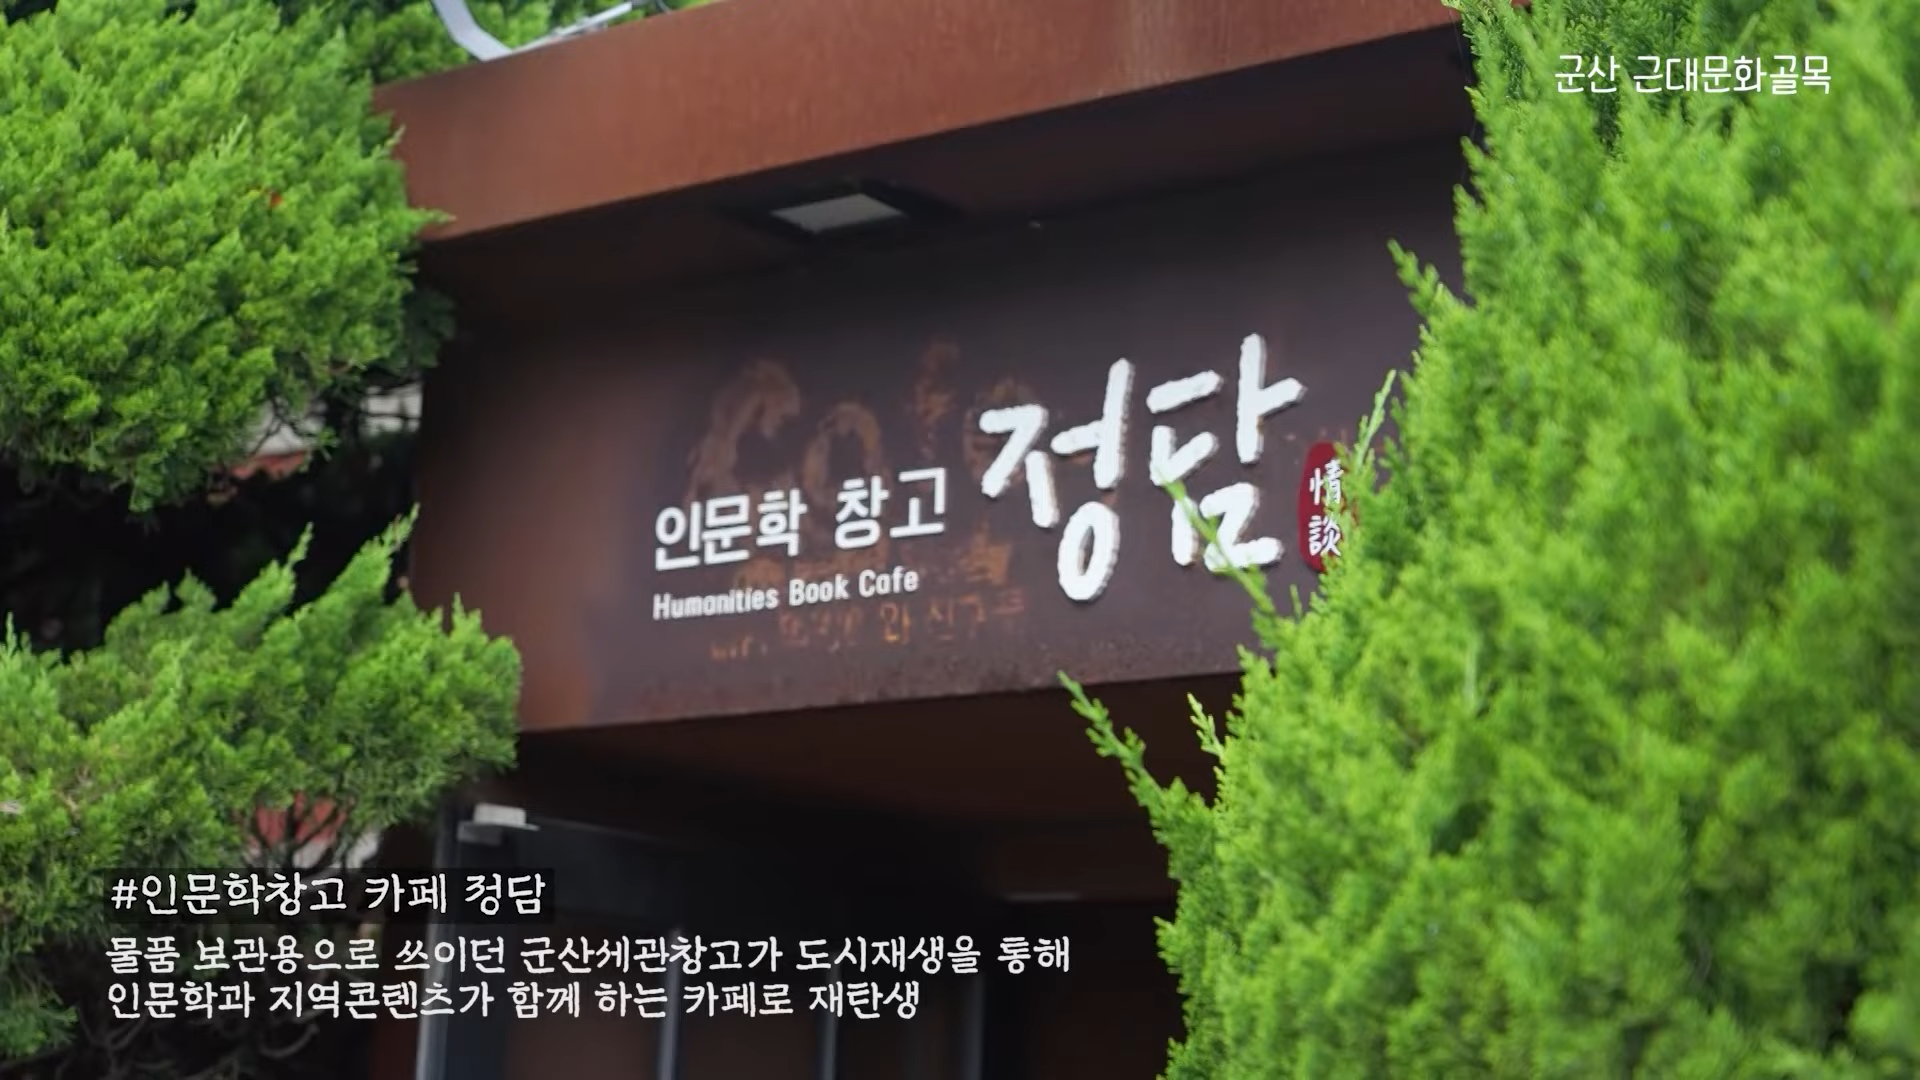 군산 근대문화골목
인문학 창고 정담
情談
Humanities Book Cafe
#인문학창고 카페 정담
물품 보관용으로 쓰이던 군산세관창고가 도시재생을 통해
인문학과 지역콘텐츠가 함께 하는 카페로 재탄생